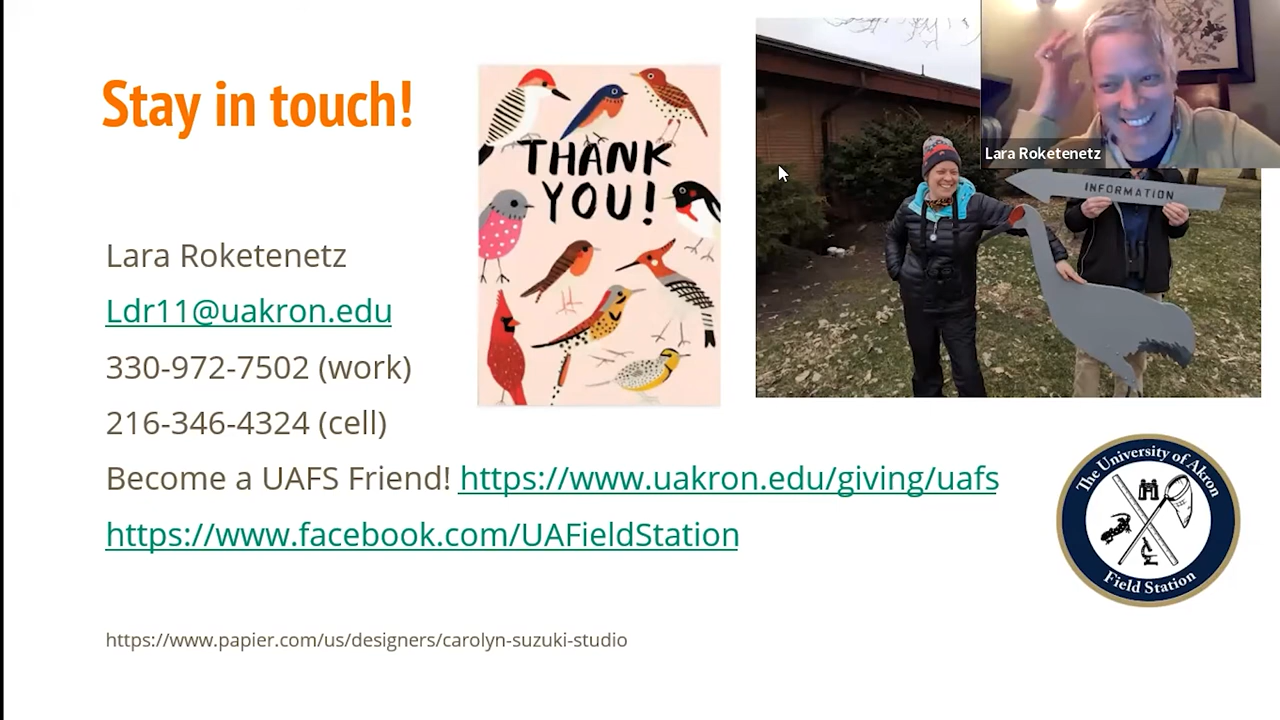 Stay in touch!
THANK
YOU!
Lara Roketenetz
INFORMATION
Lara Roketenetz
Ldr11@uakron.edu
330-972-7502 (work)
216-346-4324 (cell)
Become a UAFS Friend! https://www.uakron.edu/giving/uafs
https://www.facebook.com/UAFieldStation
The University of Akron
Field Station
https://www.papier.com/us/designers/carolyn-suzuki-studio